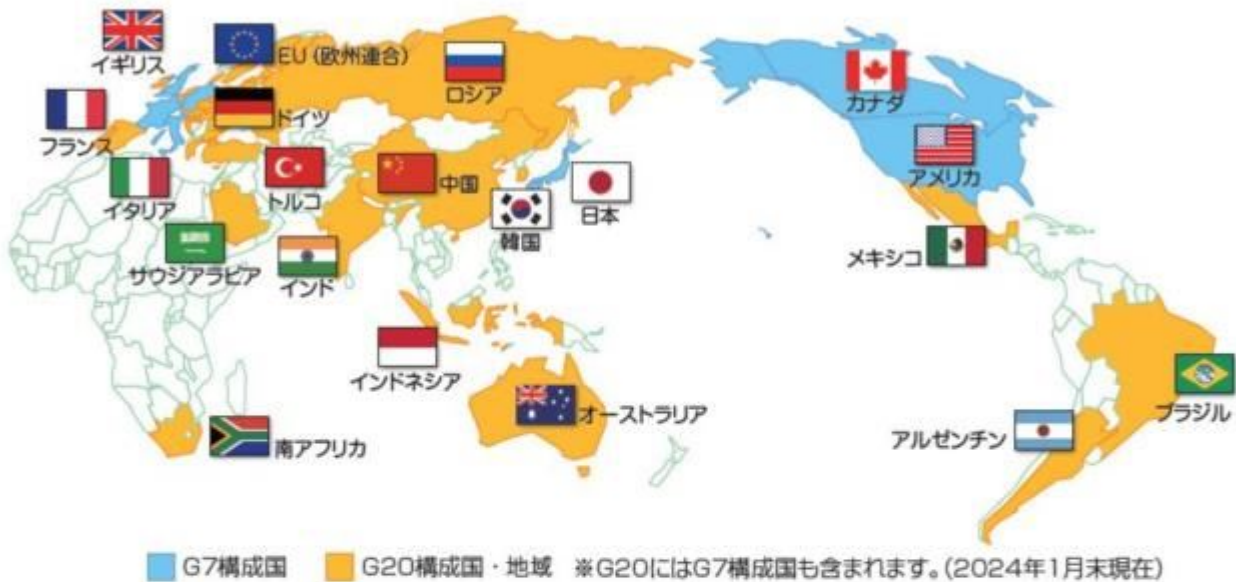 イギリス
EU（欧州連合）
ロシア
カナダ
フランス
ドイツ
アメリカ
イタリア
トルコ
中国
日本
韓国
サウジアラビア
インド
メキシコ
インドネシア
オーストラリア
ブラジル
南アフリカ
アルゼンチン
G7構成国
G20構成国・地域
※G20にはG7構成国も含まれます。(2024年1月末現在)